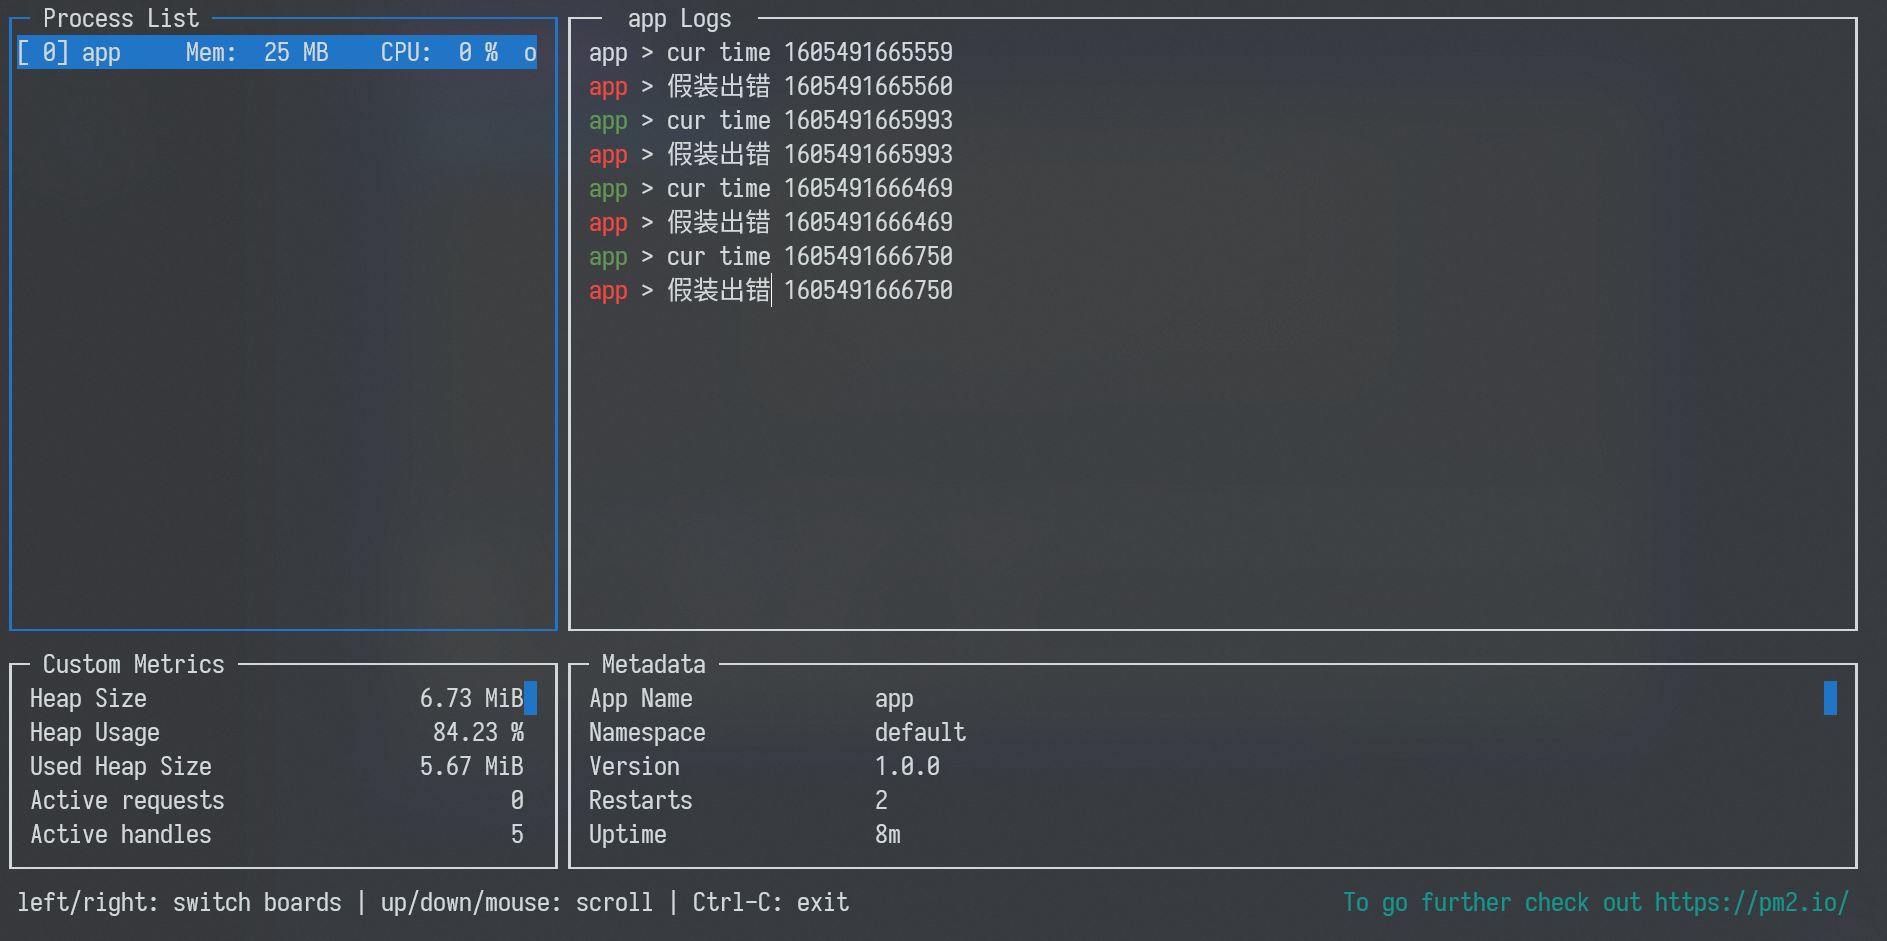 Process List
[ 0] app     Mem:  25 MB    CPU:  0 %  o
app Logs
app > cur time 1605491665559
app > 假装出错 1605491665560
app > cur time 1605491665993
app > 假装出错 1605491665993
app > cur time 1605491666469
app > 假装出错 1605491666469
app > cur time 1605491666750
app > 假装出错 1605491666750
Custom Metrics
Heap Size 6.73 MiB
Heap Usage 84.23 %
Used Heap Size 5.67 MiB
Active requests 0
Active handles 5
Metadata
App Name app
Namespace default
Version 1.0.0
Restarts 2
Uptime 8m
left/right: switch boards | up/down/mouse: scroll | Ctrl-C: exit
To go further check out https://pm2.io/